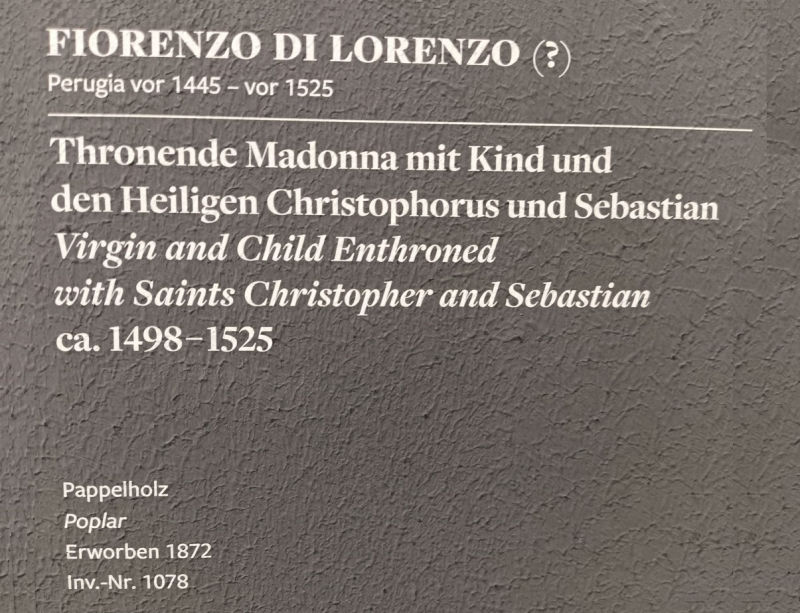 FIORENZO DI LORENZO (?)
Perugia vor 1445 – vor 1525
Thronende Madonna mit Kind und
den Heiligen Christophorus und Sebastian
Virgin and Child Enthroned
with Saints Christopher and Sebastian
ca. 1498–1525
Pappelholz
Poplar
Erworben 1872
Inv.-Nr. 1078